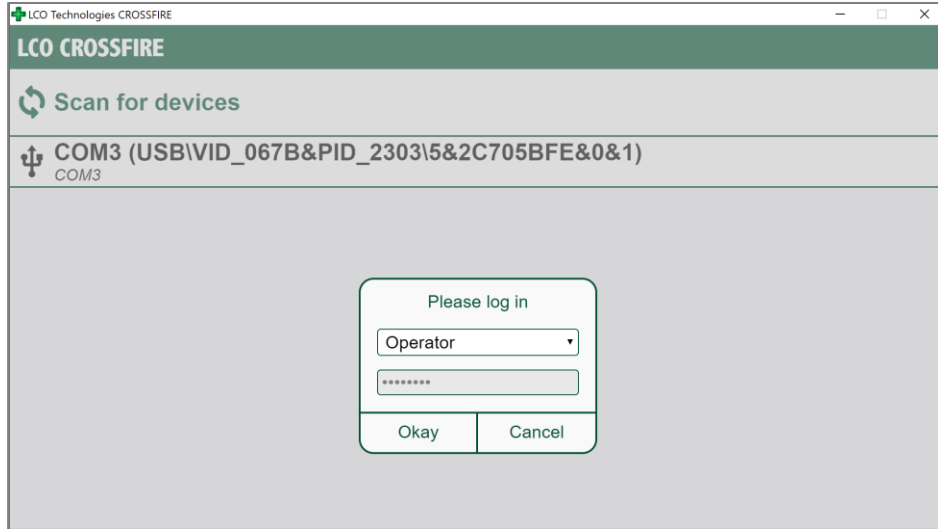 LCO Technologies CROSSFIRE
LCO CROSSFIRE
Scan for devices
COM3 (USB\VID_067B&PID_2303\5&2C705BFE&0&1)
COM3
Please log in
Operator
••••••••
Okay
Cancel